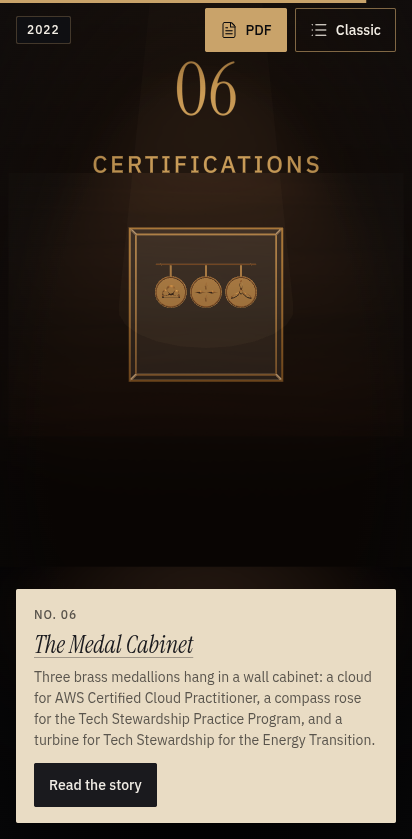 2022
PDF
Classic
06
CERTIFICATIONS
NO. 06
The Medal Cabinet
Three brass medallions hang in a wall cabinet: a cloud
for AWS Certified Cloud Practitioner, a compass rose
for the Tech Stewardship Practice Program, and a
turbine for Tech Stewardship for the Energy Transition.
Read the story